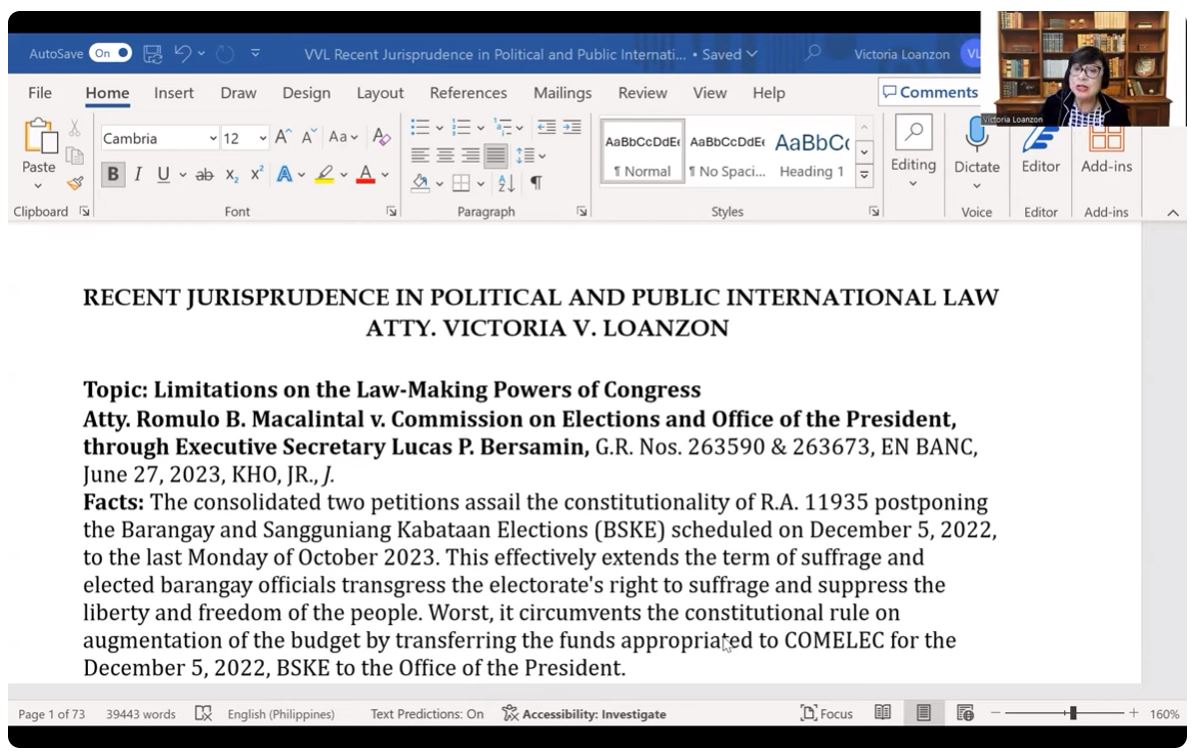 AutoSave On VVL Recent Jurisprudence in Political and Public Internati... • Saved Victoria Loanzon VL
File Home Insert Draw Design Layout References Mailings Review View Help Comments
Victoria Loanzon
Paste
Clipboard
Cambria 12 A^ Aˇ Aa A
B I U ab x₂ x² A A
Font
Paragraph
AaBbCcDdEe AaBbCcDdEe AaBbCc
¶ Normal ¶ No Spaci... Heading 1
Styles
Editing
Dictate
Voice
Editor
Editor
Add-ins
Add-ins
RECENT JURISPRUDENCE IN POLITICAL AND PUBLIC INTERNATIONAL LAW
ATTY. VICTORIA V. LOANZON
Topic: Limitations on the Law-Making Powers of Congress
Atty. Romulo B. Macalintal v. Commission on Elections and Office of the President,
through Executive Secretary Lucas P. Bersamin, G.R. Nos. 263590 & 263673, EN BANC,
June 27, 2023, KHO, JR., J.
Facts: The consolidated two petitions assail the constitutionality of R.A. 11935 postponing
the Barangay and Sangguniang Kabataan Elections (BSKE) scheduled on December 5, 2022,
to the last Monday of October 2023. This effectively extends the term of suffrage and
elected barangay officials transgress the electorate's right to suffrage and suppress the
liberty and freedom of the people. Worst, it circumvents the constitutional rule on
augmentation of the budget by transferring the funds appropriated to COMELEC for the
December 5, 2022, BSKE to the Office of the President.
Page 1 of 73 39443 words English (Philippines) Text Predictions: On Accessibility: Investigate Focus 160%